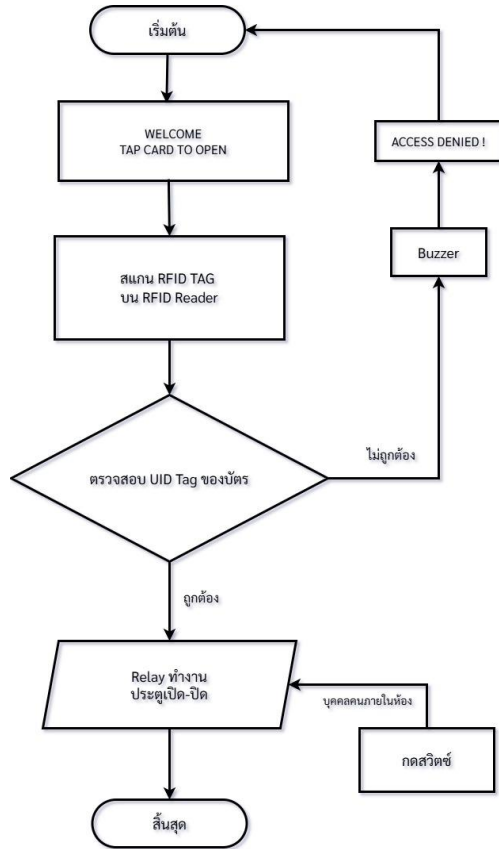 เริ่มต้น
WELCOME
TAP CARD TO OPEN
ACCESS DENIED !
Buzzer
สแกน RFID TAG
บน RFID Reader
ไม่ถูกต้อง
ตรวจสอบ UID Tag ของบัตร
ถูกต้อง
Relay ทำงาน
ประตูเปิด-ปิด
บุคคลคนภายในห้อง
กดสวิตซ์
สิ้นสุด